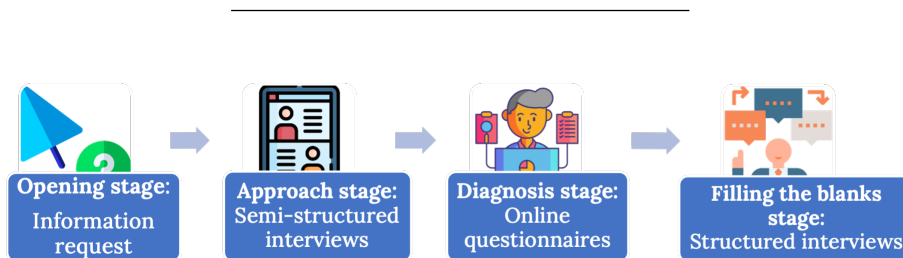 Opening stage:
Information
request
Approach stage:
Semi-structured
interviews
Diagnosis stage:
Online
questionnaires
Filling the blanks
stage:
Structured interviews